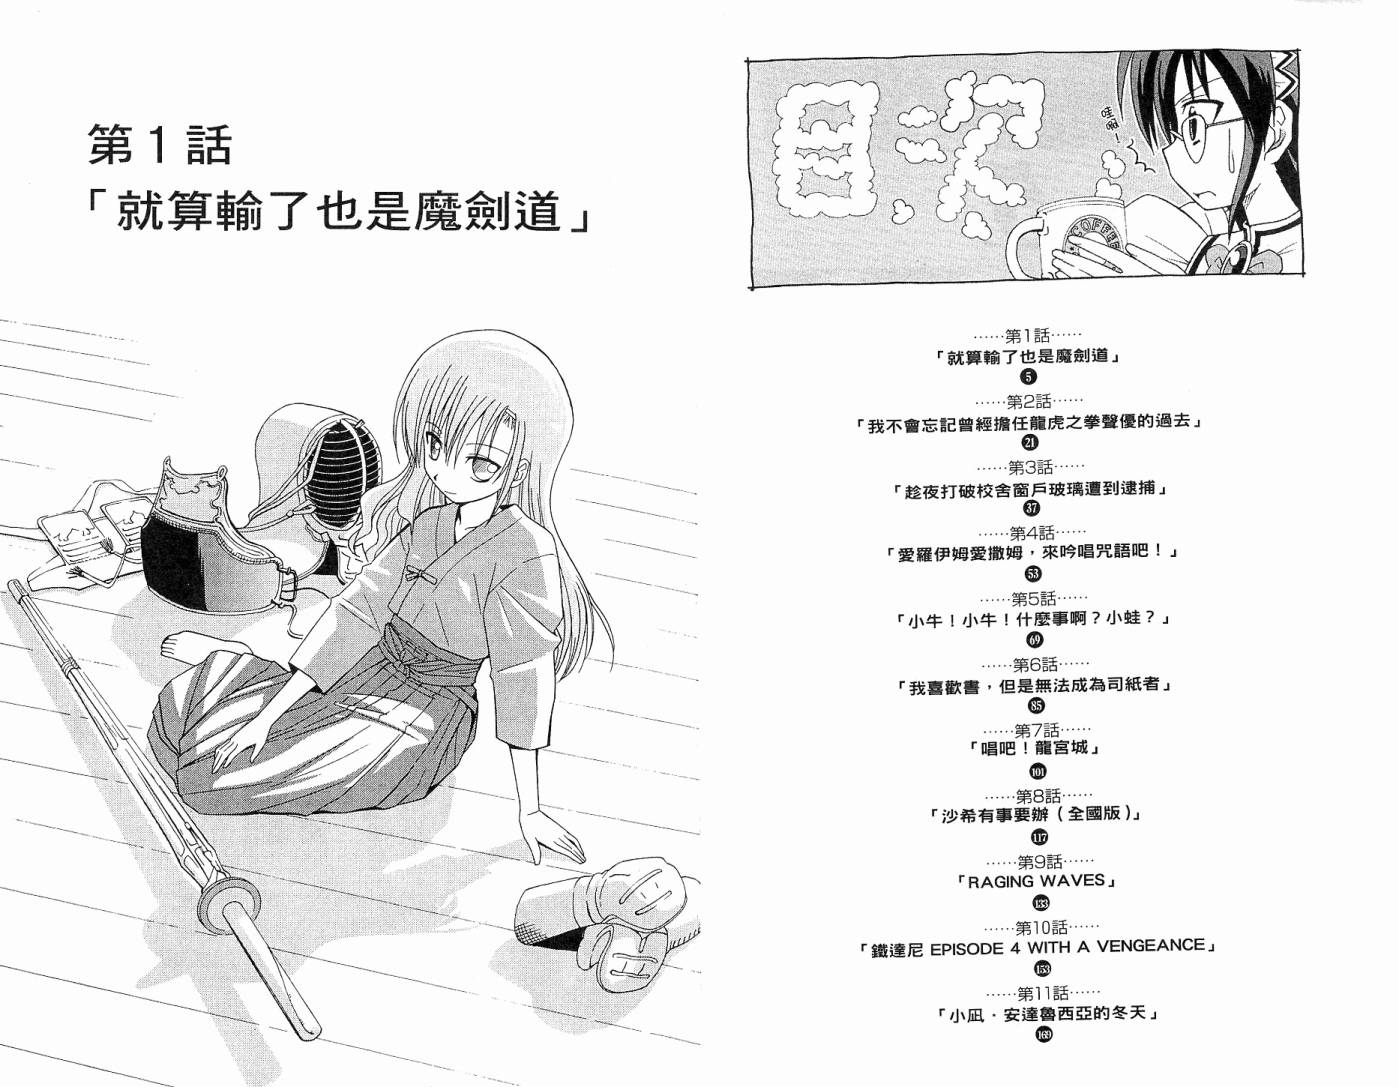 目次
哇啊！
COFFEE
……第1話……
「就算輸了也是魔劍道」
5
……第2話……
「我不會忘記曾經擔任龍虎之拳聲優的過去」
21
……第3話……
「趁夜打破校舍窗戶玻璃遭到逮捕」
37
……第4話……
「愛羅伊姆愛撒姆，來吟唱咒語吧！」
53
……第5話……
「小牛！小牛！什麼事啊？小蛙？」
69
……第6話……
「我喜歡書，但是無法成為司紙者」
85
……第7話……
「唱吧！龍宮城」
101
……第8話……
「沙希有事要辦（全國版）」
117
……第9話……
「RAGING WAVES」
133
……第10話……
「鐵達尼 EPISODE 4 WITH A VENGEANCE」
153
……第11話……
「小凪・安達魯西亞的冬天」
169
第1話
「就算輸了也是魔劍道」